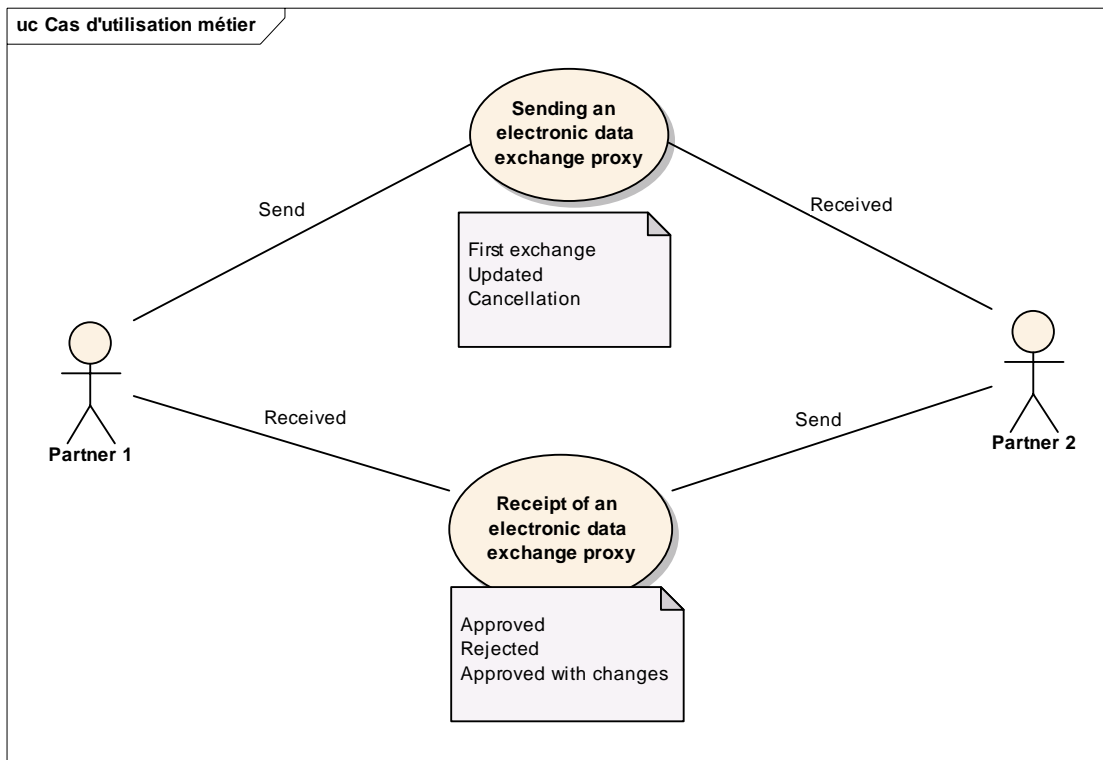 uc Cas d'utilisation métier
Sending an
electronic data
exchange proxy
Send
Received
First exchange
Updated
Cancellation
Partner 1
Received
Send
Partner 2
Receipt of an
electronic data
exchange proxy
Approved
Rejected
Approved with changes